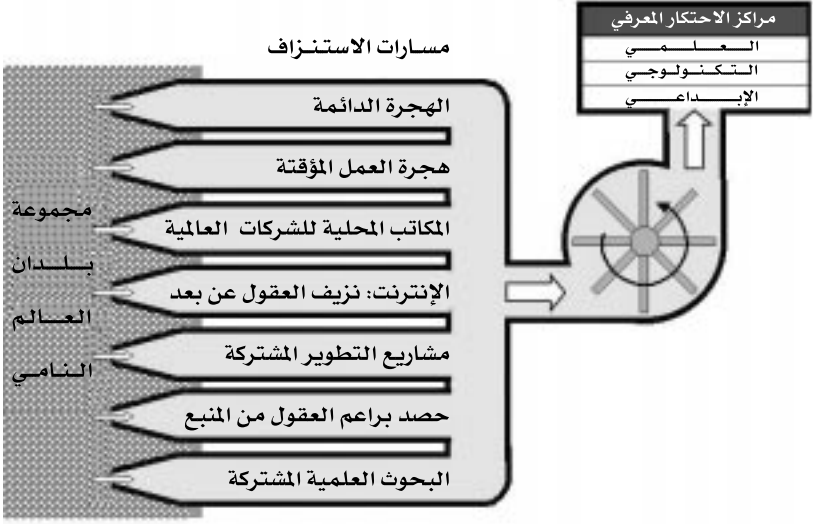 مراكز الاحتكار المعرفي
العلمــي
التكنولوجي
الإبداعي
مسارات الاستنزاف
الهجرة الدائمة
هجرة العمل المؤقتة
المكاتب المحلية للشركات العالمية
الإنترنت: نزيف العقول عن بعد
مشاريع التطوير المشتركة
حصد براعم العقول من المنبع
البحوث العلمية المشتركة
مجموعة
بلدان
العالم
النامي